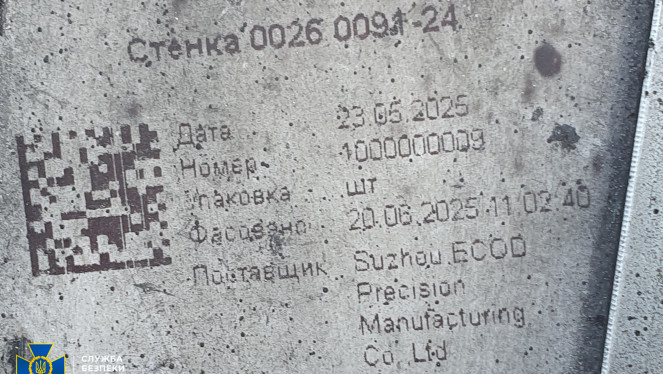 Стенка 0026 0091-24
Дата 23.05.2025
Номер 1000000009
Упаковка шт
Фасовано 20.06.2025 11:02:40
Поставщик Suzhou ECOD
Precision
Manufacturing
Co., Ltd
СЛУЖБА
БЕЗПЕКИ